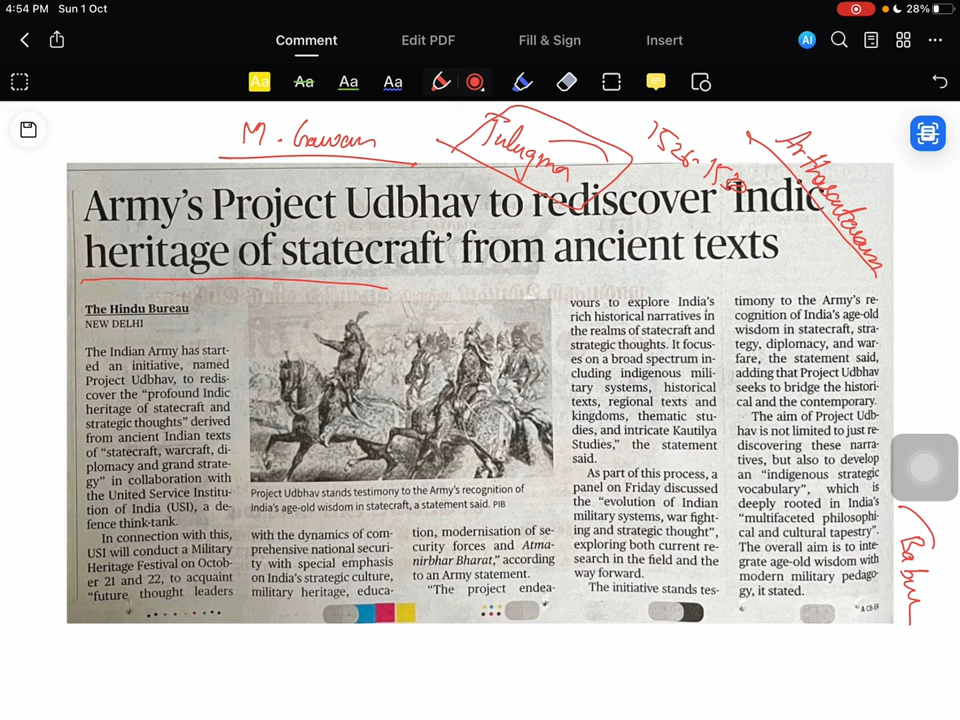 4:54 PM Sun 1 Oct
28%
Comment
Edit PDF
Fill & Sign
Insert
AI
Aa
Aa
Aa
Aa
Tulugma
1526-1530
Babur
Army's Project Udbhav to rediscover 'Indic
heritage of statecraft' from ancient texts
The Hindu Bureau
NEW DELHI
The Indian Army has start-
ed an initiative, named
Project Udbhav, to redis-
cover the "profound Indic
heritage of statecraft and
strategic thoughts" derived
from ancient Indian texts
of "statecraft, warcraft, di-
plomacy and grand strate-
gy" in collaboration with
the United Service Institu-
tion of India (USI), a de-
fence think-tank.
In connection with this,
USI will conduct a Military
Heritage Festival on Octob-
er 21 and 22, to acquaint
"future thought leaders
Project Udbhav stands testimony to the Army's recognition of
India's age-old wisdom in statecraft, a statement said. PIB
with the dynamics of com-
prehensive national securi-
ty with special emphasis
on India's strategic culture,
military heritage, educa-
tion, modernisation of se-
curity forces and Atma-
nirbhar Bharat," according
to an Army statement.
"The project endea-
vours to explore India's
rich historical narratives in
the realms of statecraft and
strategic thoughts. It focus-
es on a broad spectrum in-
cluding indigenous mili-
tary systems, historical
texts, regional texts and
kingdoms, thematic stu-
dies, and intricate Kautilya
Studies," the statement
said.
As part of this process, a
panel on Friday discussed
the "evolution of Indian
military systems, war fight-
ing and strategic thought",
exploring both current re-
search in the field and the
way forward.
The initiative stands tes-
timony to the Army's re-
cognition of India's age-old
wisdom in statecraft, stra-
tegy, diplomacy, and war-
fare, the statement said,
adding that Project Udbhav
seeks to bridge the histori-
cal and the contemporary.
The aim of Project Udb-
hav is not limited to just re-
discovering these narra-
tives, but also to develop
an "indigenous strategic
vocabulary", which is
deeply rooted in India's
"multifaceted philosophi-
cal and cultural tapestry".
The overall aim is to inte-
grate age-old wisdom with
modern military pedago-
gy, it stated.